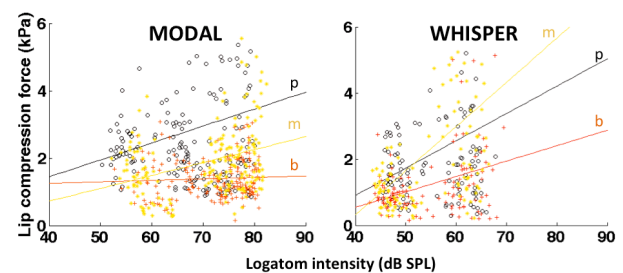 MODAL
WHISPER
Lip compression force (kPa)
6
4
2
0
40 50 60 70 80 90
p
m
b
6
4
2
0
40 50 60 70 80 90
m
p
b
Logatom intensity (dB SPL)